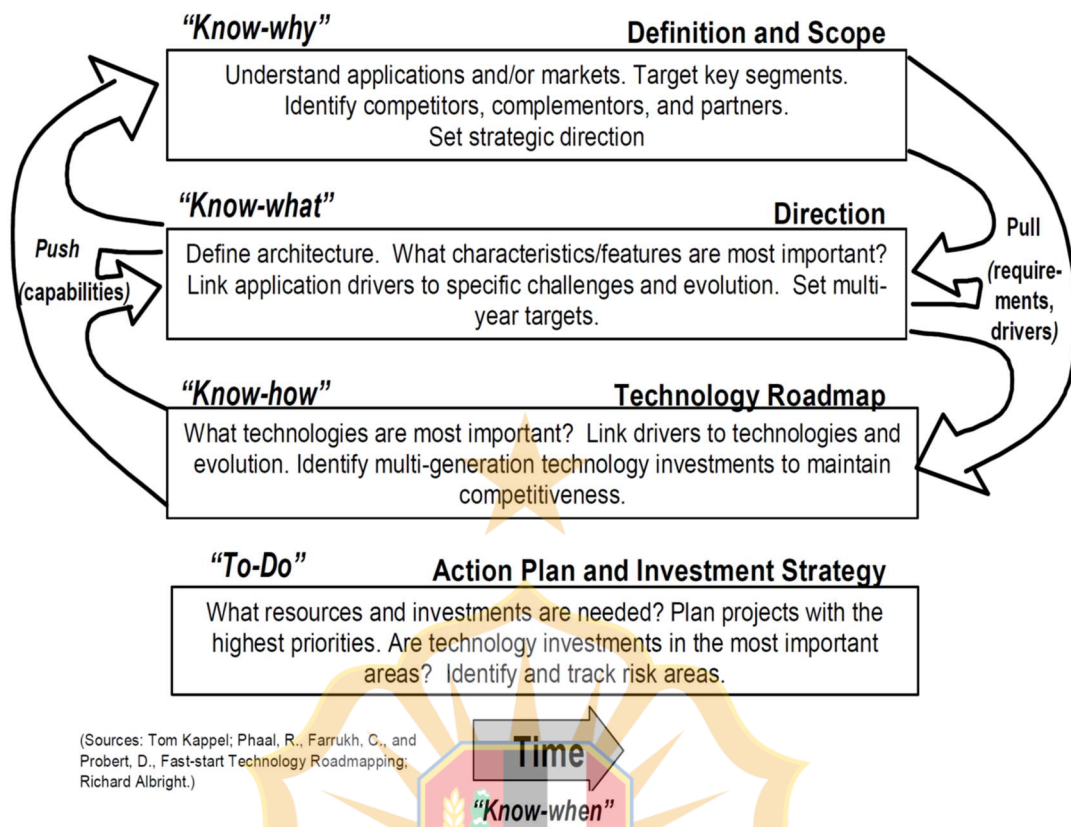 “Know-why”
Definition and Scope
Understand applications and/or markets. Target key segments.
Identify competitors, complementors, and partners.
Set strategic direction
“Know-what”
Direction
Define architecture.  What characteristics/features are most important?
Link application drivers to specific challenges and evolution.  Set multi-
year targets.
Push
(capabilities)
Pull
(require-
ments,
drivers)
“Know-how”
Technology Roadmap
What technologies are most important?  Link drivers to technologies and
evolution. Identify multi-generation technology investments to maintain
competitiveness.
“To-Do”
Action Plan and Investment Strategy
What resources and investments are needed? Plan projects with the
highest priorities. Are technology investments in the most important
areas?  Identify and track risk areas.
(Sources: Tom Kappel; Phaal, R., Farrukh, C., and
Probert, D., Fast-start Technology Roadmapping;
Richard Albright.)
Time
“Know-when”